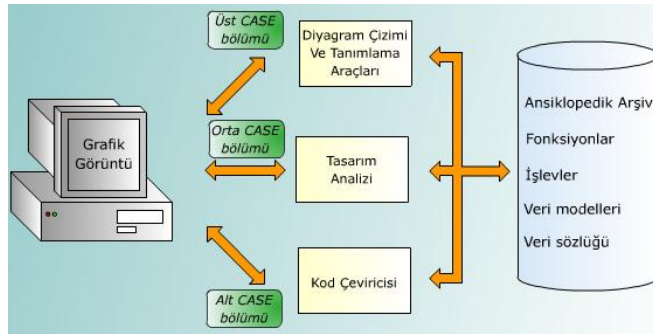 Üst CASE
bölümü
Diyagram Çizimi
Ve Tanımlama
Araçları
Grafik
Görüntü
Orta CASE
bölümü
Tasarım
Analizi
Alt CASE
bölümü
Kod Çeviricisi
Ansiklopedik Arşiv
Fonksiyonlar
İşlevler
Veri modelleri
Veri sözlüğü